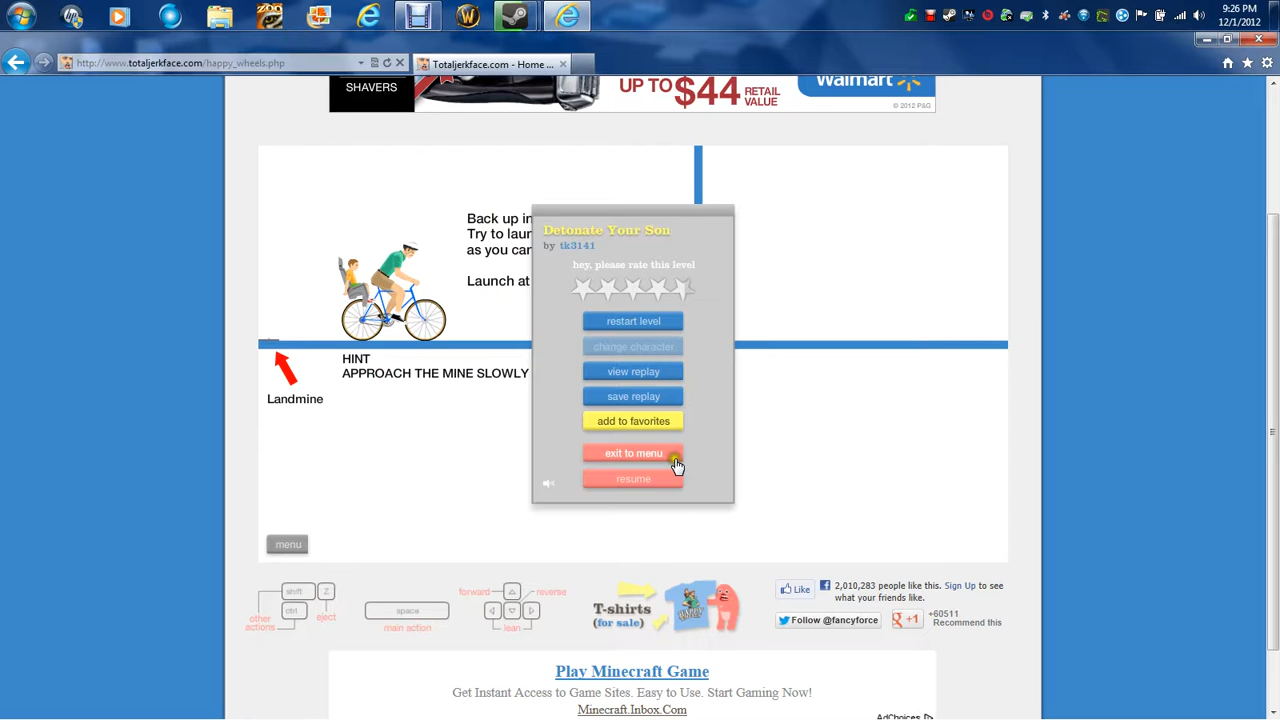 9:26 PM
12/1/2012
http://www.totaljerkface.com/happy_wheels.php
Totaljerkface.com - Home ...
SHAVERS
UP TO $44 RETAIL VALUE
Walmart
© 2012 P&G
Back up in
Try to laun
as you can
Launch at
Detonate Your Son
by tk3141
hey, please rate this level
restart level
change character
view replay
save replay
add to favorites
exit to menu
resume
HINT
APPROACH THE MINE SLOWLY
Landmine
menu
shift
Z
ctrl
eject
other actions
space
main action
forward
reverse
lean
T-shirts
(for sale)
Like
2,010,283 people like this. Sign Up to see
what your friends like.
Follow @fancyforce
+1
+60511
Recommend this
Play Minecraft Game
Get Instant Access to Game Sites. Easy to Use. Start Gaming Now!
Minecraft.Inbox.Com
AdChoices